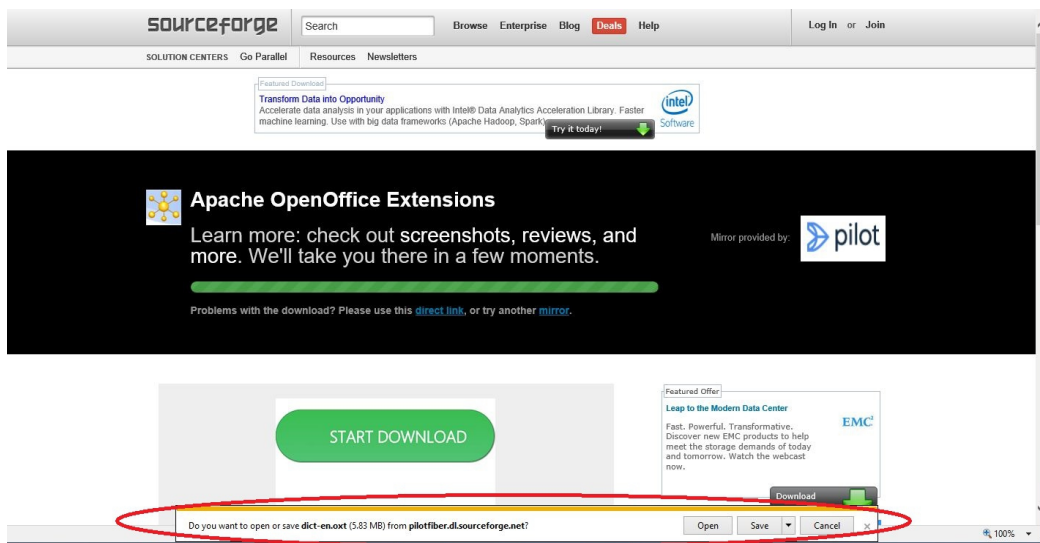 sourceforge
Search
Browse Enterprise Blog Deals Help
Log In or Join
SOLUTION CENTERS Go Parallel Resources Newsletters
Featured Download
Transform Data into Opportunity
Accelerate data analysis in your applications with Intel® Data Analytics Acceleration Library. Faster
machine learning. Use with big data frameworks (Apache Hadoop, Spark)
Try it today!
intel
Software
Apache OpenOffice Extensions
Learn more: check out screenshots, reviews, and
more. We'll take you there in a few moments.
Mirror provided by:
pilot
Problems with the download? Please use this direct link, or try another mirror.
START DOWNLOAD
Featured Offer
Leap to the Modern Data Center
Fast. Powerful. Transformative.
Discover new EMC products to help
meet the storage demands of today
and tomorrow. Watch the webcast
now.
EMC²
Download
Do you want to open or save dict-en.oxt (5.83 MB) from pilotfiber.dl.sourceforge.net?
Open Save Cancel
100%